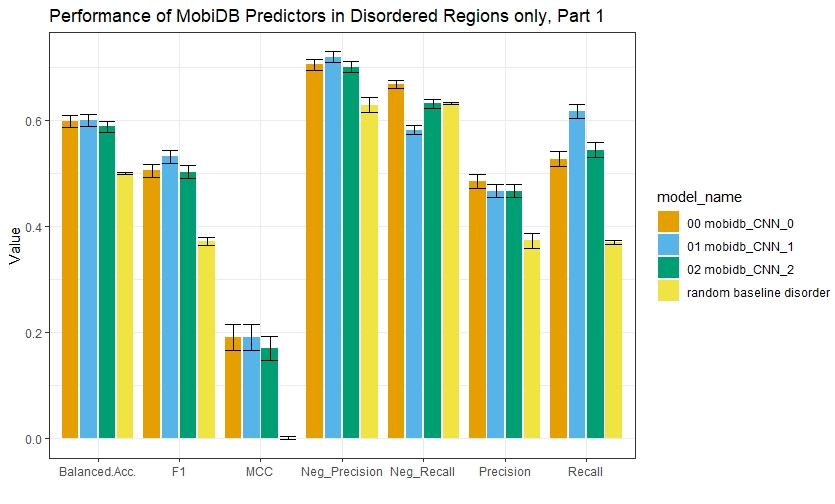 Performance of MobiDB Predictors in Disordered Regions only, Part 1
Value
0.6
0.4
0.2
0.0
Balanced.Acc.
F1
MCC
Neg_Precision
Neg_Recall
Precision
Recall
model_name
00 mobidb_CNN_0
01 mobidb_CNN_1
02 mobidb_CNN_2
random baseline disorder